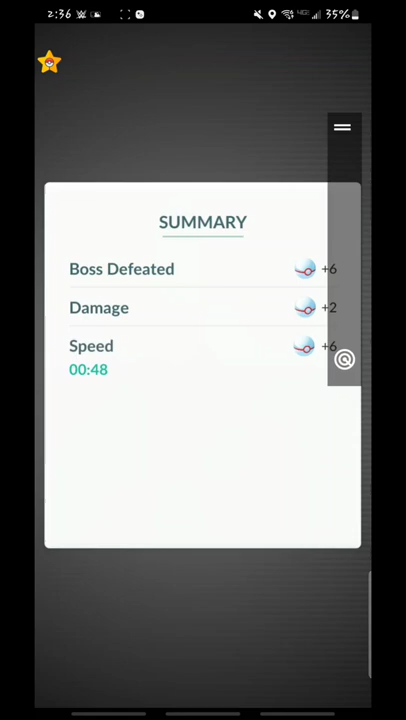 2:36 35%
SUMMARY
Boss Defeated +6
Damage +2
Speed +6
00:48